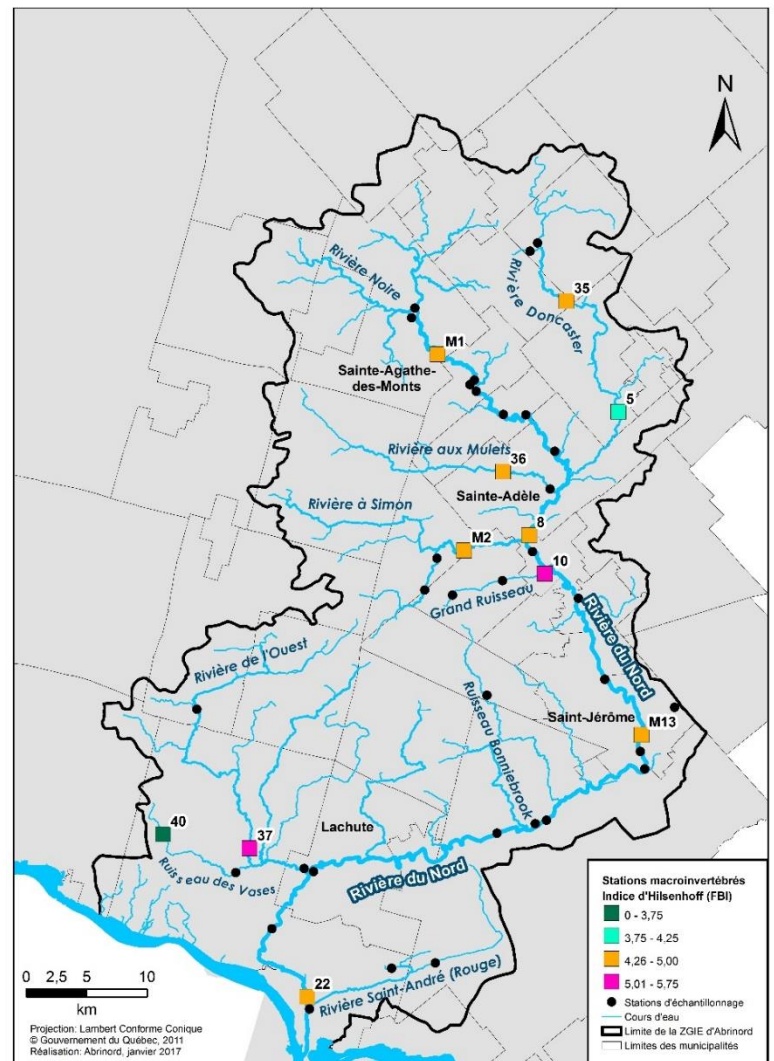 N
35
Rivière Doncaster
Rivière Noire
M1
Sainte-Agathe-
des-Monts
5
Rivière aux Mulets
36
Sainte-Adèle
Rivière à Simon
8
M2
10
Grand Ruisseau
Rivière du Nord
Rivière de l'Ouest
Ruisseau Bonniebrook
Saint-Jérôme
M13
40
37
Lachute
Ruisseau des Vases
Rivière du Nord
22
Rivière Saint-André (Rouge)
0 2,5 5 10
km
Projection: Lambert Conforme Conique
© Gouvernement du Québec, 2011
Réalisation: Abrinord, janvier 2017
Stations macroinvertébrés
Indice d'Hilsenhoff (FBI)
0 - 3,75
3,75 - 4,25
4,26 - 5,00
5,01 - 5,75
Stations d'échantillonnage
Cours d'eau
Limite de la ZGIE d'Abrinord
Limites des municipalités